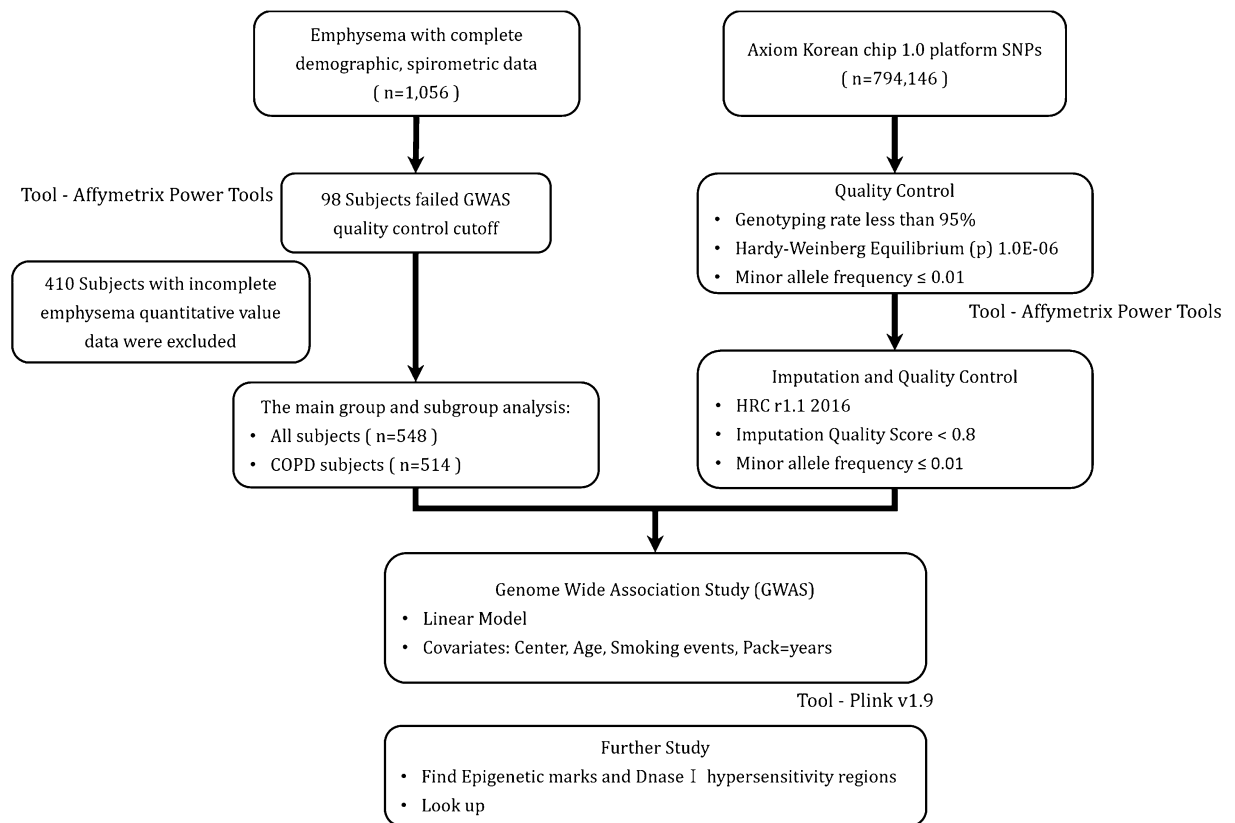 Emphysema with complete
demographic, spirometric data
( n=1,056 )
Axiom Korean chip 1.0 platform SNPs
( n=794,146 )
Tool - Affymetrix Power Tools
98 Subjects failed GWAS
quality control cutoff
410 Subjects with incomplete
emphysema quantitative value
data were excluded
The main group and subgroup analysis:
• All subjects ( n=548 )
• COPD subjects ( n=514 )
Quality Control
• Genotyping rate less than 95%
• Hardy-Weinberg Equilibrium (p) 1.0E-06
• Minor allele frequency ≤ 0.01
Tool - Affymetrix Power Tools
Imputation and Quality Control
• HRC r1.1 2016
• Imputation Quality Score < 0.8
• Minor allele frequency ≤ 0.01
Genome Wide Association Study (GWAS)
• Linear Model
• Covariates: Center, Age, Smoking events, Pack=years
Tool - Plink v1.9
Further Study
• Find Epigenetic marks and Dnase Ⅰ hypersensitivity regions
• Look up